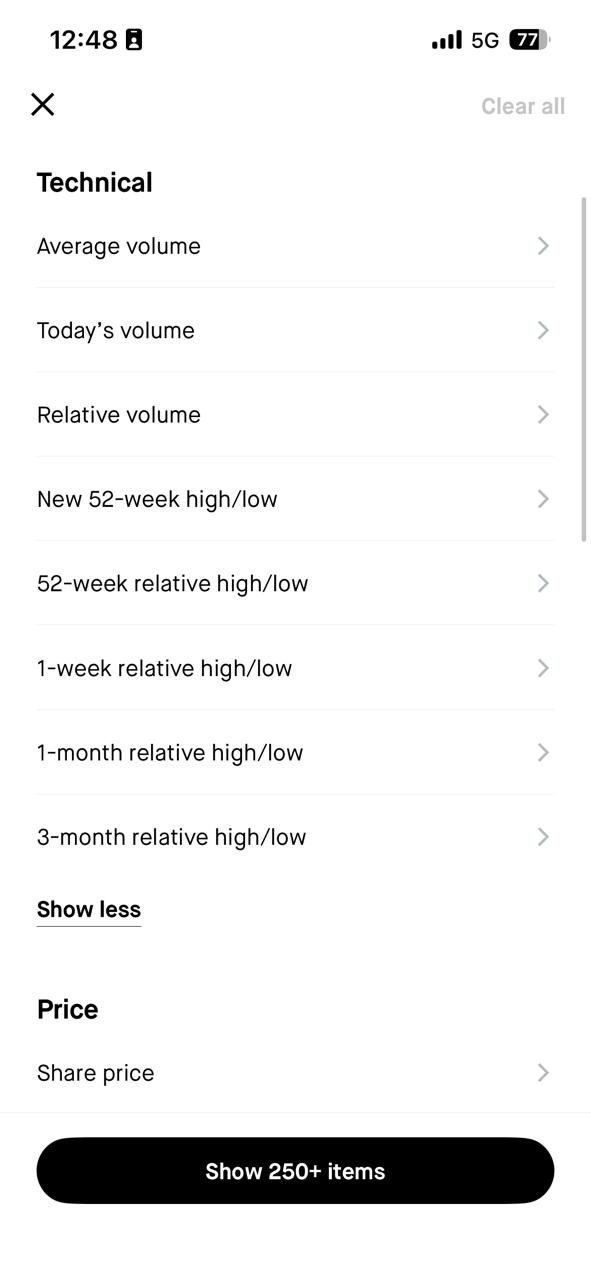 12:48 5G 77
Clear all
Technical
Average volume
Today’s volume
Relative volume
New 52-week high/low
52-week relative high/low
1-week relative high/low
1-month relative high/low
3-month relative high/low
Show less
Price
Share price
Show 250+ items